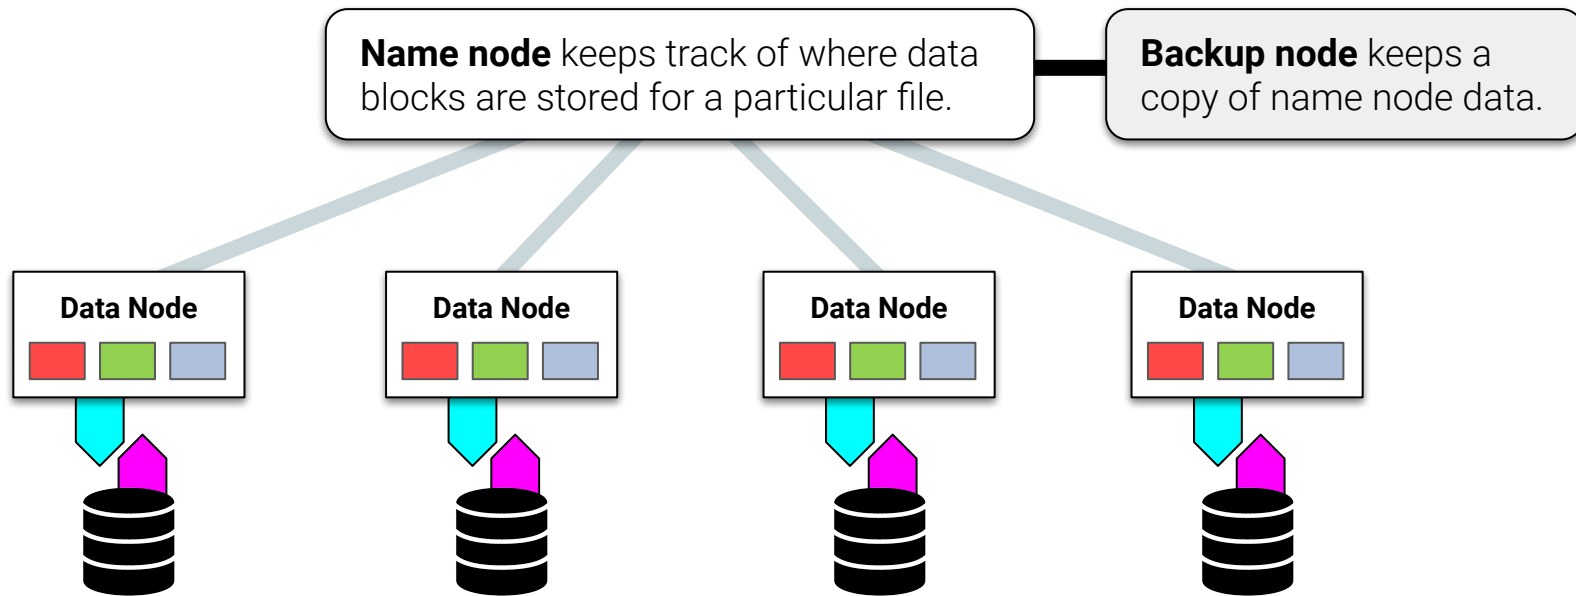 Name node keeps track of where data
blocks are stored for a particular file.
Backup node keeps a
copy of name node data.
Data Node
Data Node
Data Node
Data Node